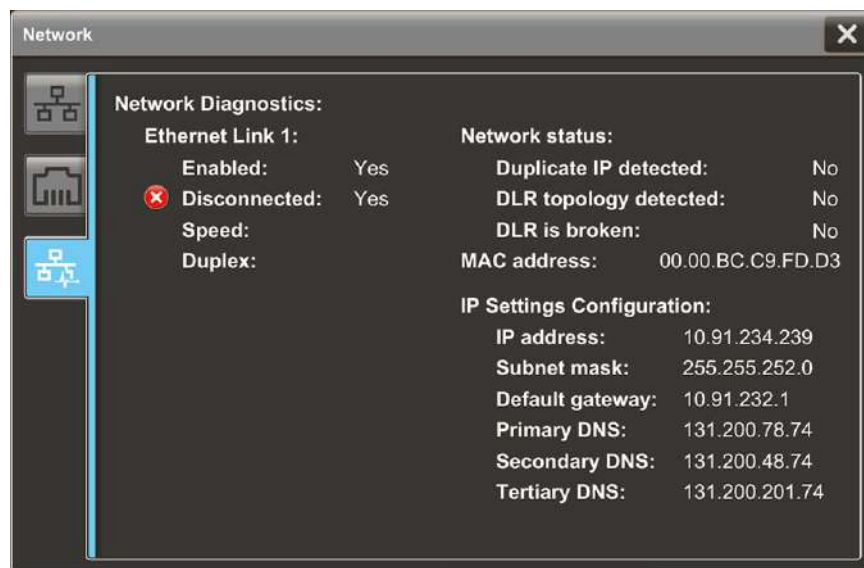 Network
Network Diagnostics:
Ethernet Link 1:
Enabled: Yes
Disconnected: Yes
Speed:
Duplex:
Network status:
Duplicate IP detected: No
DLR topology detected: No
DLR is broken: No
MAC address: 00.00.BC.C9.FD.D3
IP Settings Configuration:
IP address: 10.91.234.239
Subnet mask: 255.255.252.0
Default gateway: 10.91.232.1
Primary DNS: 131.200.78.74
Secondary DNS: 131.200.48.74
Tertiary DNS: 131.200.201.74